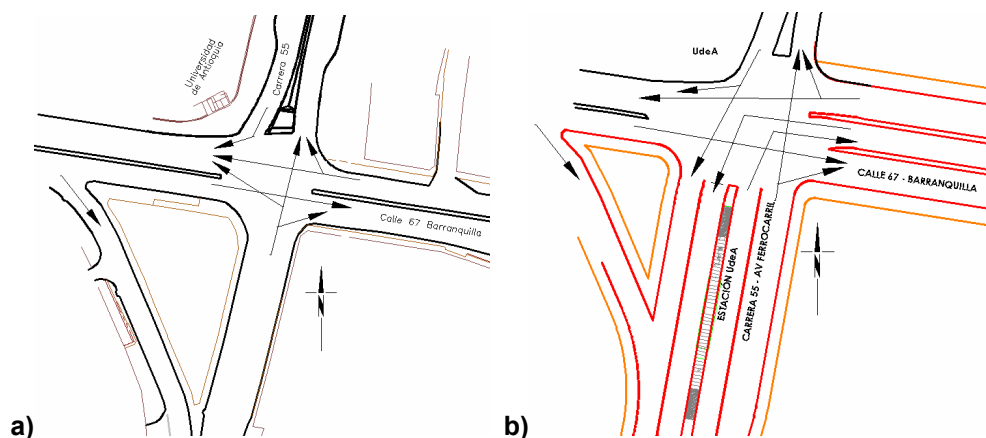 a)
Universidad
de Antioquia
Carrera 55
Calle 67 Barranquilla
N
b)
UdeA
CALLE 67 - BARRANQUILLA
ESTACIÓN UdeA
CARRERA 55 - AV FERROCARRIL
N